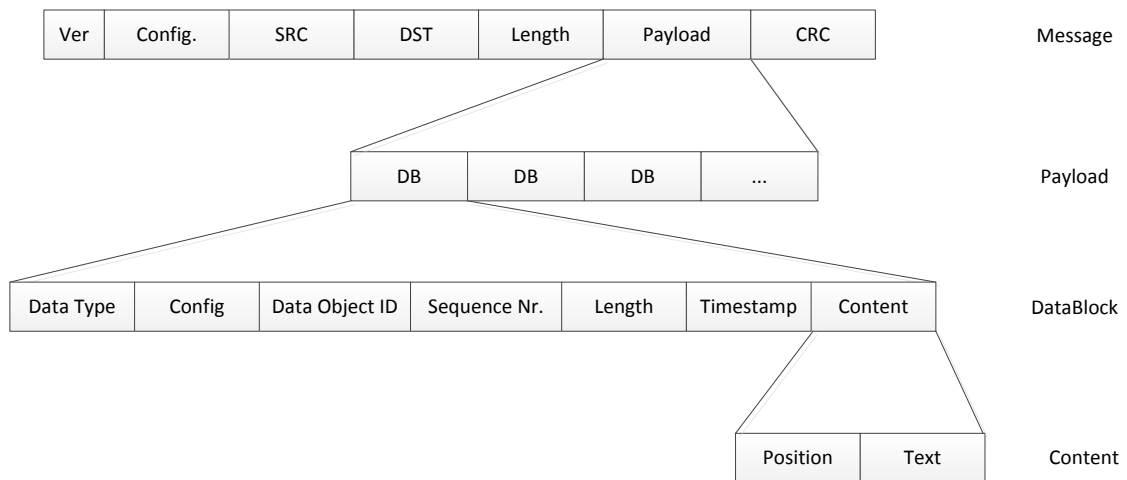 Ver Config. SRC DST Length Payload CRC Message
DB DB DB ... Payload
Data Type Config Data Object ID Sequence Nr. Length Timestamp Content DataBlock
Position Text Content